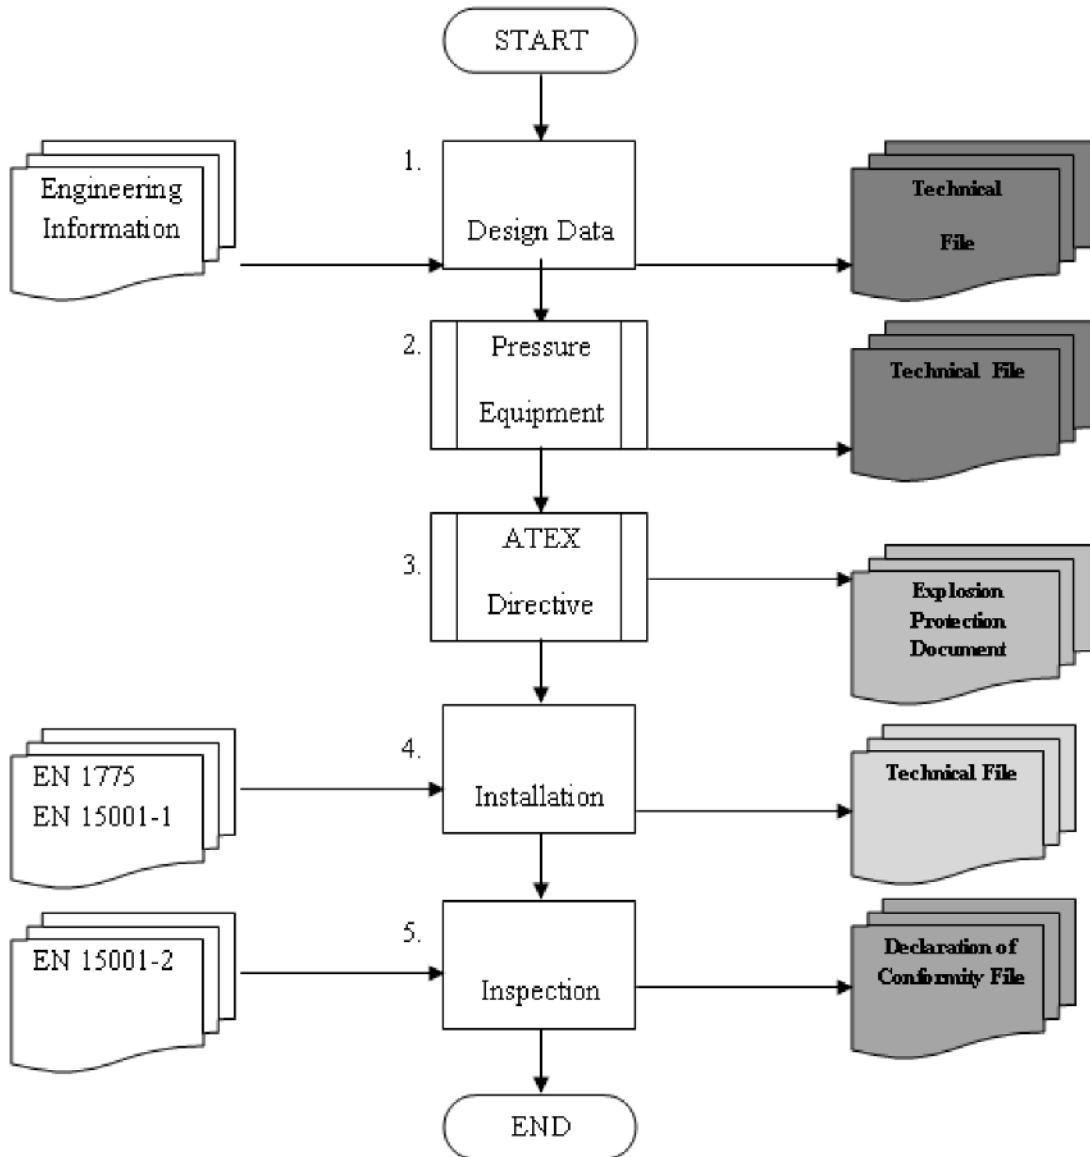 START
1.
Engineering
Information
Design Data
Technical
File
2.
Pressure
Equipment
Technical File
3.
ATEX
Directive
Explosion
Protection
Document
EN 1775
EN 15001-1
4.
Installation
Technical File
EN 15001-2
5.
Inspection
Declaration of
Conformity File
END